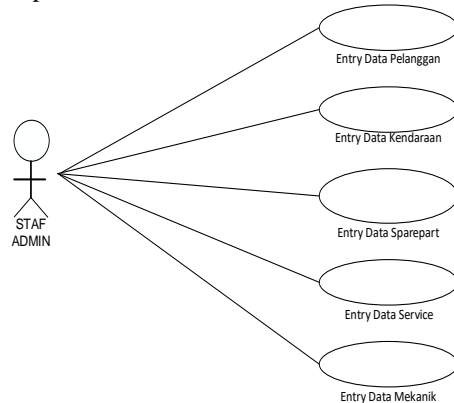 Entry Data Pelanggan
Entry Data Kendaraan
STAF
ADMIN
Entry Data Sparepart
Entry Data Service
Entry Data Mekanik